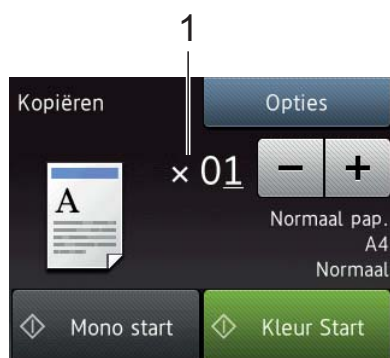 1
Kopiëren
Opties
× 01
− +
A
Normaal pap.
A4
Normaal
Mono start
Kleur Start